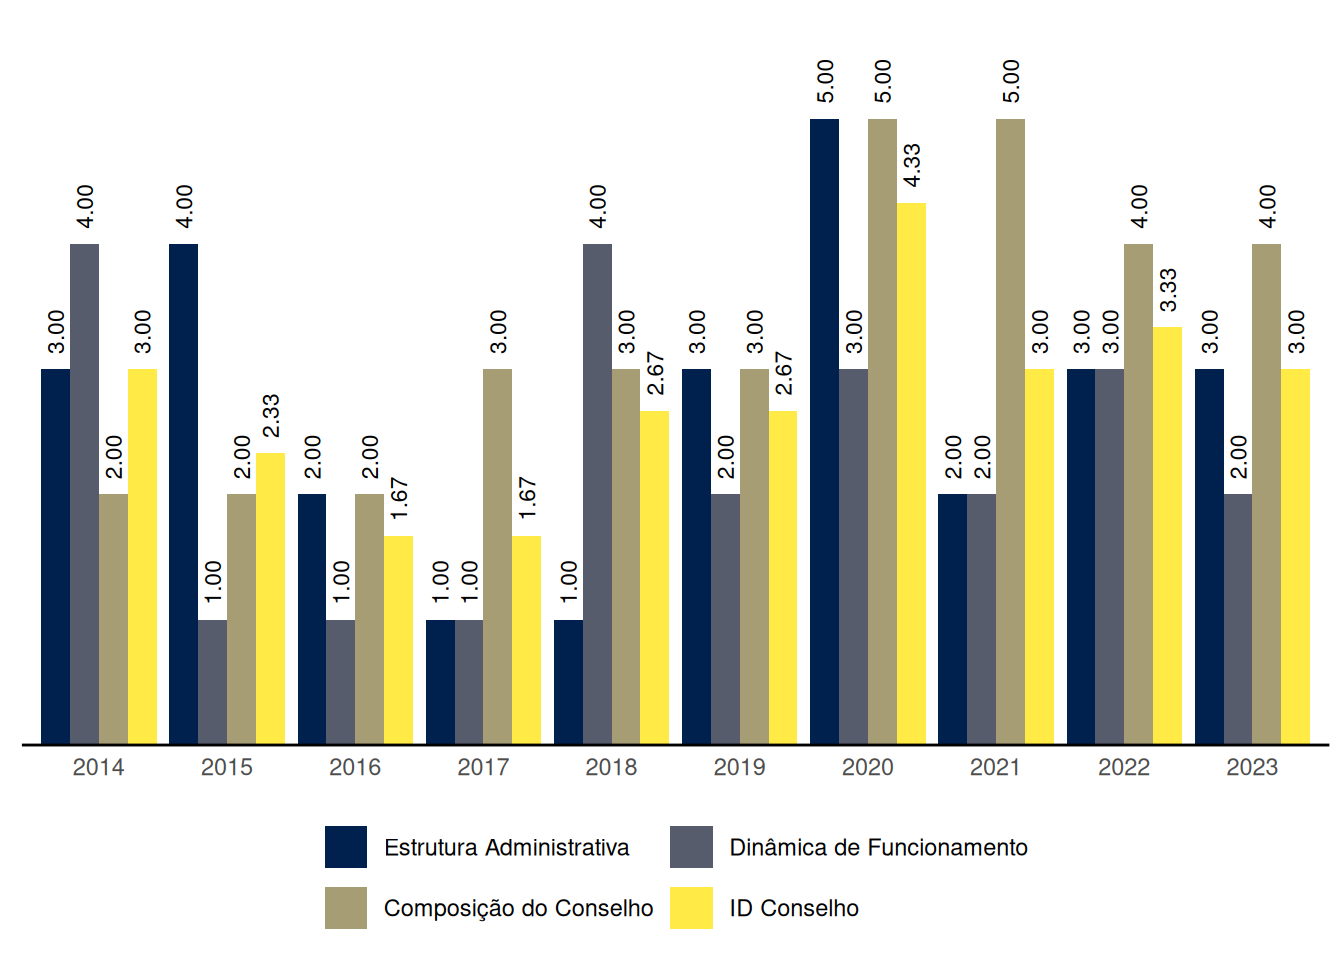 3.00 4.00 2.00 3.00 4.00 1.00 2.00 2.33 2.00 1.00 2.00 1.67 1.00 1.00 3.00 1.67 1.00 4.00 3.00 2.67 3.00 2.00 3.00 2.67 5.00 3.00 5.00 4.33 2.00 2.00 5.00 3.00 3.00 3.00 4.00 3.33 3.00 2.00 4.00 3.00
2014 2015 2016 2017 2018 2019 2020 2021 2022 2023
Estrutura Administrativa Dinâmica de Funcionamento
Composição do Conselho ID Conselho